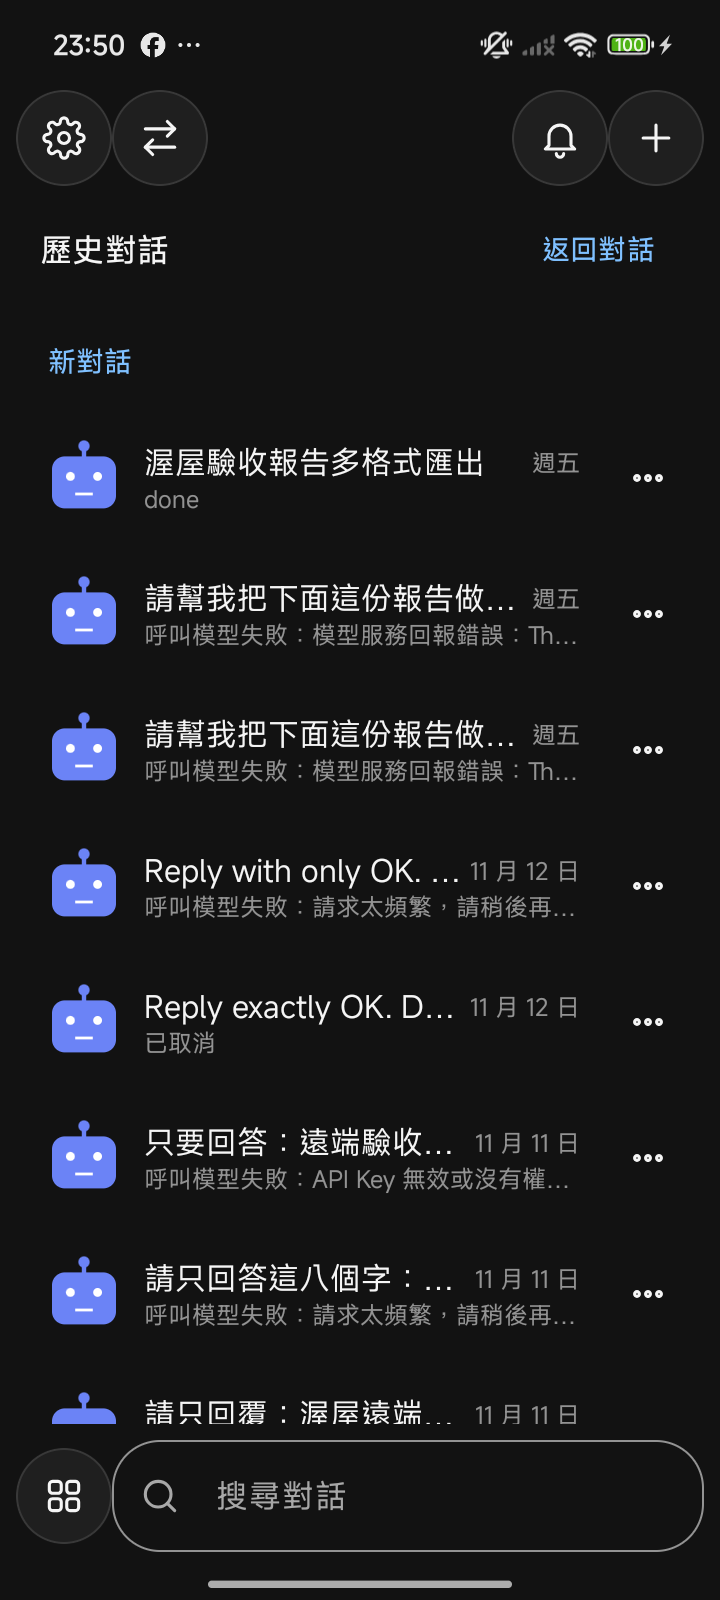 23:50
100
歷史對話
返回對話
新對話
渥屋驗收報告多格式匯出
週五
done
請幫我把下面這份報告做…
週五
呼叫模型失敗：模型服務回報錯誤：Th…
請幫我把下面這份報告做…
週五
呼叫模型失敗：模型服務回報錯誤：Th…
Reply with only OK. …
11 月 12 日
呼叫模型失敗：請求太頻繁，請稍後再…
Reply exactly OK. D…
11 月 12 日
已取消
只要回答：遠端驗收…
11 月 11 日
呼叫模型失敗：API Key 無效或沒有權…
請只回答這八個字：…
11 月 11 日
呼叫模型失敗：請求太頻繁，請稍後再…
請只回覆：渥屋遠端…
11 月 11 日
搜尋對話